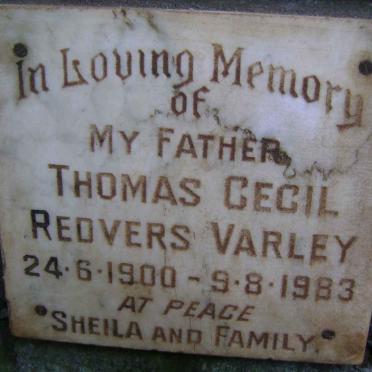 In Loving Memory
of
MY FATHER
THOMAS CECIL
REDVERS VARLEY
24·6·1900 - 9·8·1983
AT PEACE
SHEILA AND FAMILY.